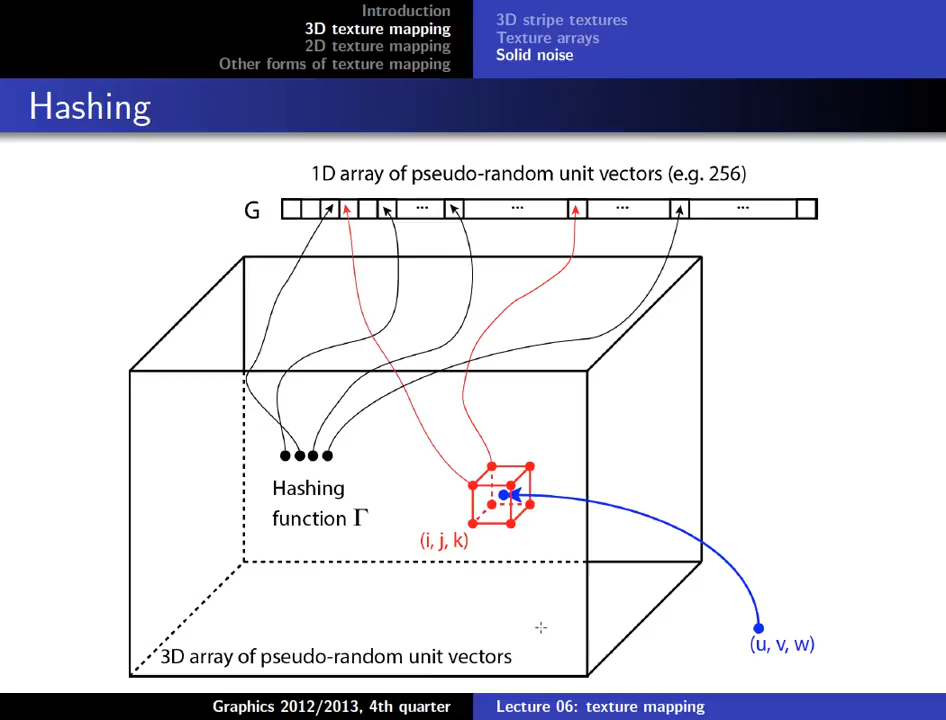 Introduction
3D texture mapping
2D texture mapping
Other forms of texture mapping
3D stripe textures
Texture arrays
Solid noise
Hashing
1D array of pseudo-random unit vectors (e.g. 256)
G
... ... ... ...
Hashing
function Γ
(i, j, k)
(u, v, w)
3D array of pseudo-random unit vectors
Graphics 2012/2013, 4th quarter
Lecture 06: texture mapping